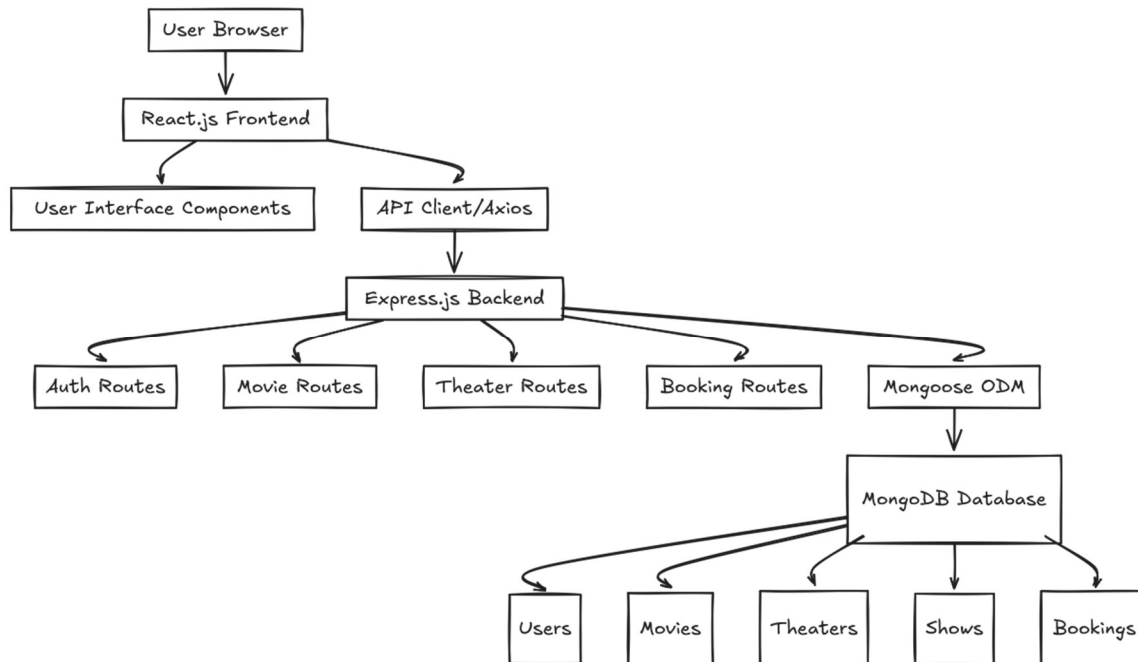 User Browser
React.js Frontend
User Interface Components
API Client/Axios
Express.js Backend
Auth Routes
Movie Routes
Theater Routes
Booking Routes
Mongoose ODM
MongoDB Database
Users
Movies
Theaters
Shows
Bookings